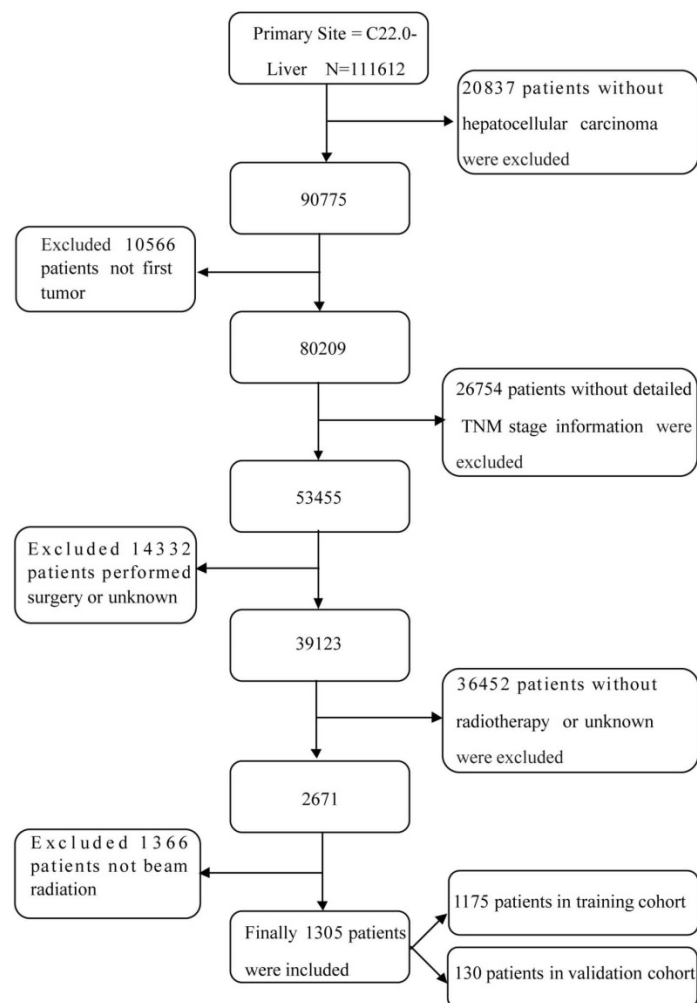 Primary Site = C22.0-
Liver N=111612
20837 patients without
hepatocellular carcinoma
were excluded
90775
Excluded 10566
patients not first
tumor
80209
26754 patients without detailed
TNM stage information were
excluded
53455
Excluded 14332
patients performed
surgery or unknown
39123
36452 patients without
radiotherapy or unknown
were excluded
2671
Excluded 1366
patients not beam
radiation
Finally 1305 patients
were included
1175 patients in training cohort
130 patients in validation cohort